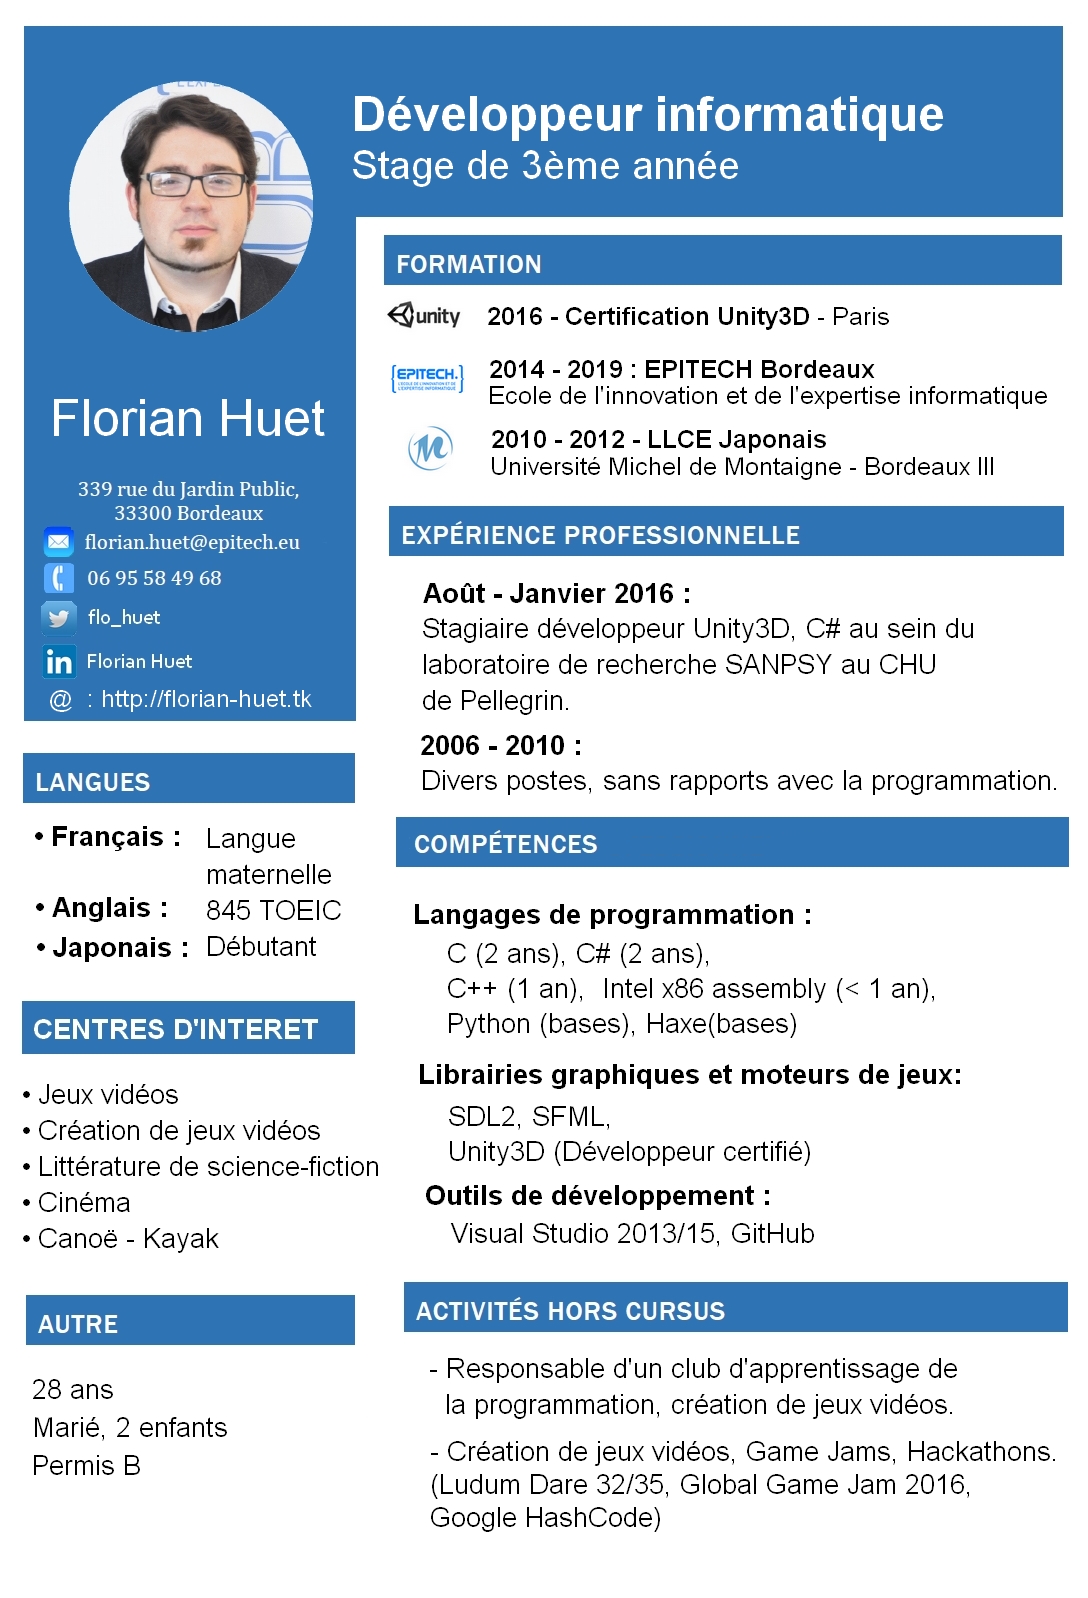 Développeur informatique
Stage de 3ème année
Florian Huet
339 rue du Jardin Public,
33300 Bordeaux
florian.huet@epitech.eu
06 95 58 49 68
flo_huet
in Florian Huet
@ : http://florian-huet.tk
LANGUES
• Français : Langue
maternelle
• Anglais : 845 TOEIC
• Japonais : Débutant
CENTRES D'INTERET
• Jeux vidéos
• Création de jeux vidéos
• Littérature de science-fiction
• Cinéma
• Canoë - Kayak
AUTRE
28 ans
Marié, 2 enfants
Permis B
FORMATION
unity 2016 - Certification Unity3D - Paris
{EPITECH.} 2014 - 2019 : EPITECH Bordeaux
L'ECOLE DE L'INNOVATION ET DE
L'EXPERTISE INFORMATIQUE
Ecole de l'innovation et de l'expertise informatique
M 2010 - 2012 - LLCE Japonais
Université Michel de Montaigne - Bordeaux III
EXPÉRIENCE PROFESSIONNELLE
Août - Janvier 2016 :
Stagiaire développeur Unity3D, C# au sein du
laboratoire de recherche SANPSY au CHU
de Pellegrin.
2006 - 2010 :
Divers postes, sans rapports avec la programmation.
COMPÉTENCES
Langages de programmation :
C (2 ans), C# (2 ans),
C++ (1 an), Intel x86 assembly (< 1 an),
Python (bases), Haxe(bases)
Librairies graphiques et moteurs de jeux:
SDL2, SFML,
Unity3D (Développeur certifié)
Outils de développement :
Visual Studio 2013/15, GitHub
ACTIVITÉS HORS CURSUS
- Responsable d'un club d'apprentissage de
la programmation, création de jeux vidéos.
- Création de jeux vidéos, Game Jams, Hackathons.
(Ludum Dare 32/35, Global Game Jam 2016,
Google HashCode)